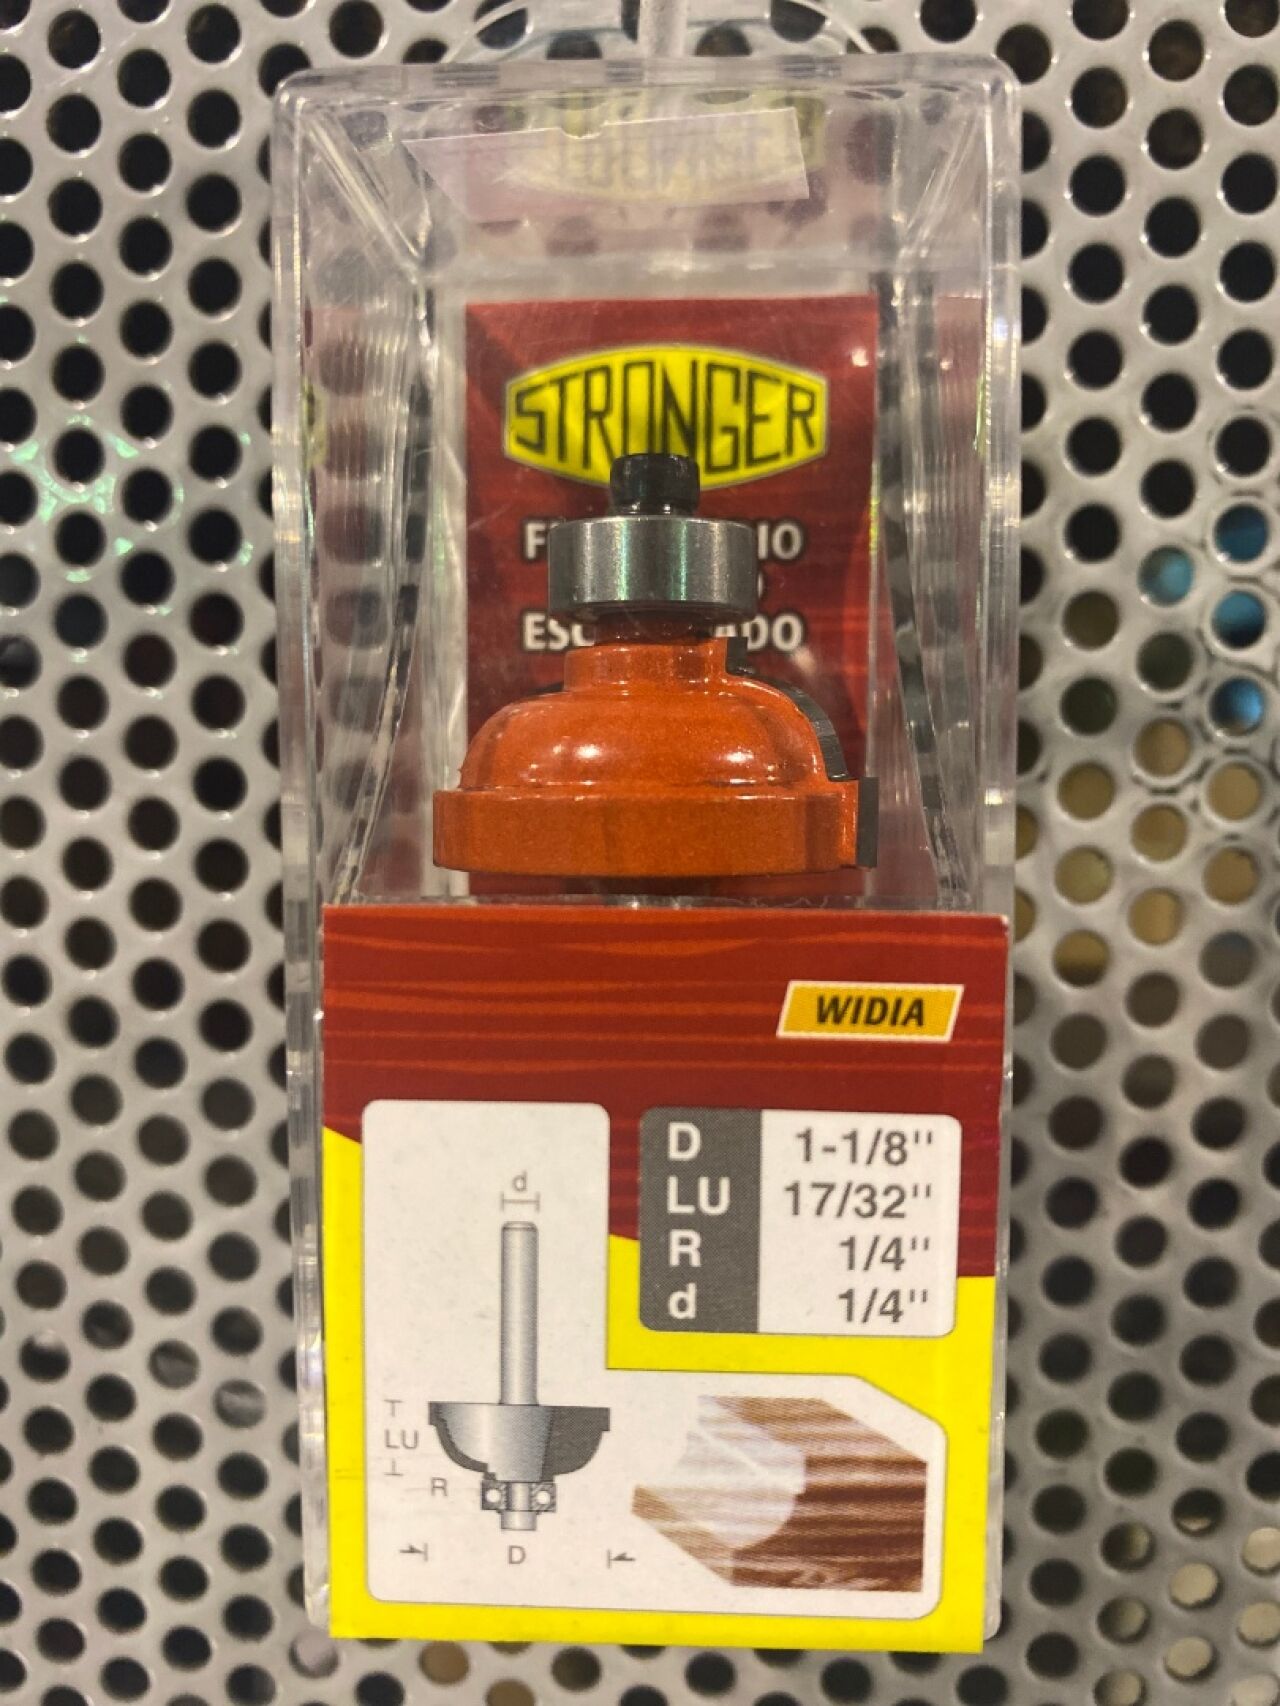 STRONGER
WIDIA
D 1-1/8"
LU 17/32"
R 1/4"
d 1/4"
d
LU
R
D